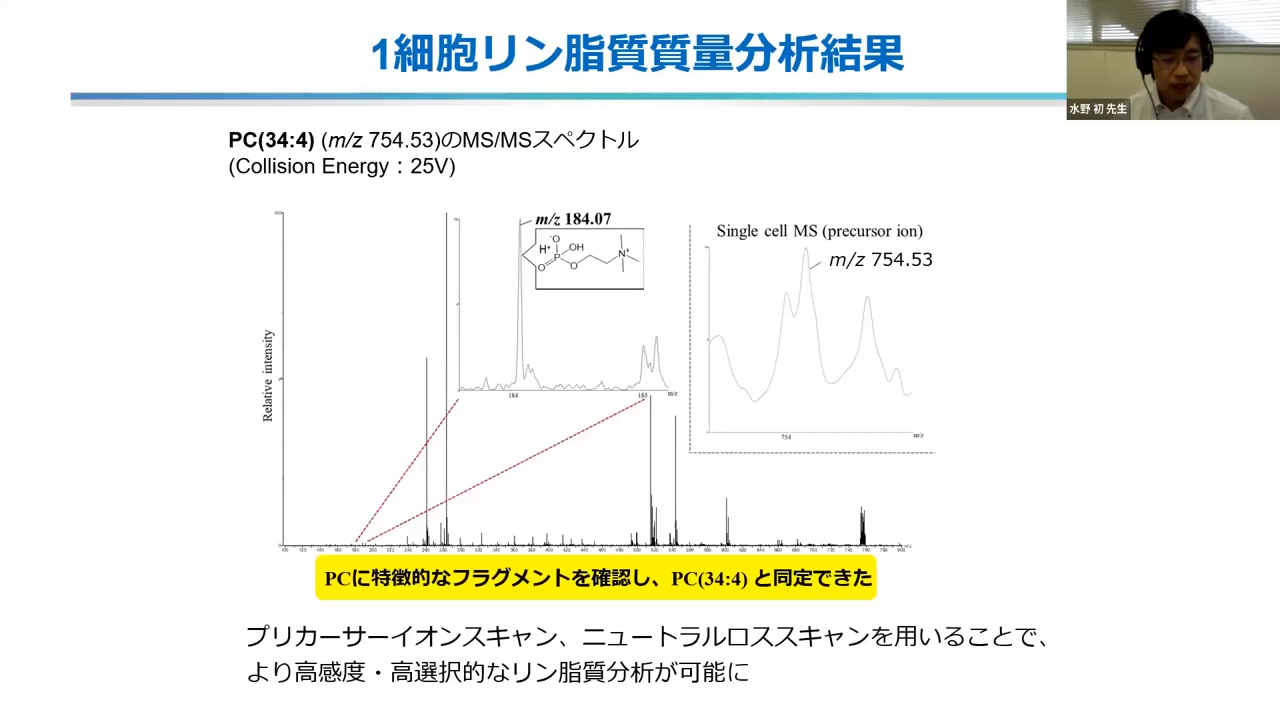 1細胞リン脂質質量分析結果
水野 初 先生
PC(34:4) (m/z 754.53)のMS/MSスペクトル
(Collision Energy：25V)
m/z 184.07
Single cell MS (precursor ion)
m/z 754.53
H⁺
⁻O
OH
P
O
O
N⁺
Relative intensity
184
185
m/z
754
m/z
PCに特徴的なフラグメントを確認し、PC(34:4) と同定できた
プリカーサーイオンスキャン、ニュートラルロススキャンを用いることで、
より高感度・高選択的なリン脂質分析が可能に